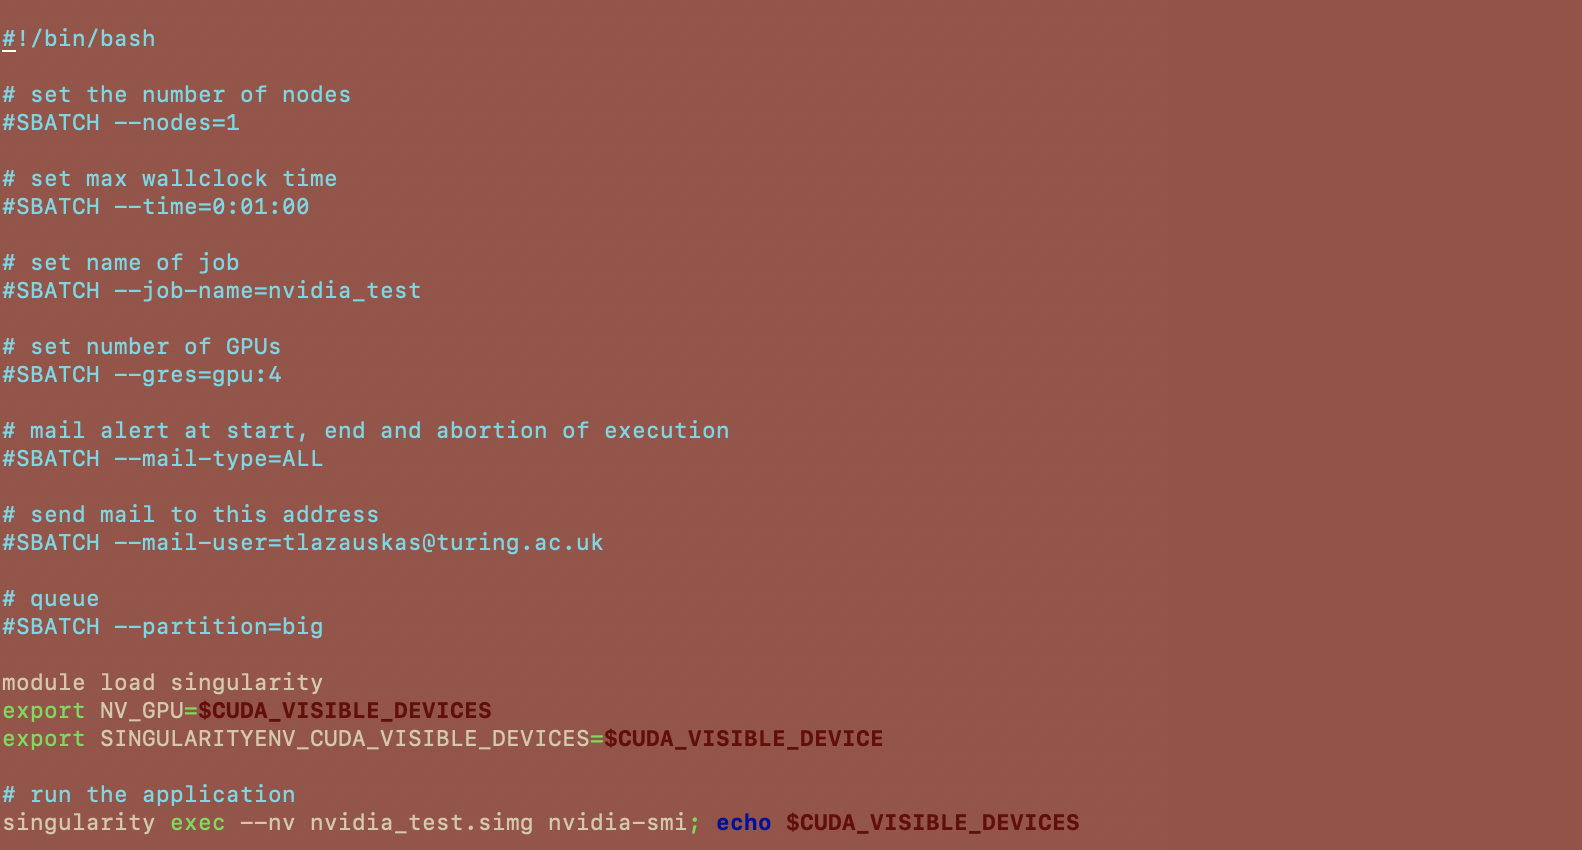 #!/bin/bash
# set the number of nodes
#SBATCH --nodes=1
# set max wallclock time
#SBATCH --time=0:01:00
# set name of job
#SBATCH --job-name=nvidia_test
# set number of GPUs
#SBATCH --gres=gpu:4
# mail alert at start, end and abortion of execution
#SBATCH --mail-type=ALL
# send mail to this address
#SBATCH --mail-user=tlazauskas@turing.ac.uk
# queue
#SBATCH --partition=big
module load singularity
export NV_GPU=$CUDA_VISIBLE_DEVICES
export SINGULARITYENV_CUDA_VISIBLE_DEVICES=$CUDA_VISIBLE_DEVICE
# run the application
singularity exec --nv nvidia_test.simg nvidia-smi; echo $CUDA_VISIBLE_DEVICES